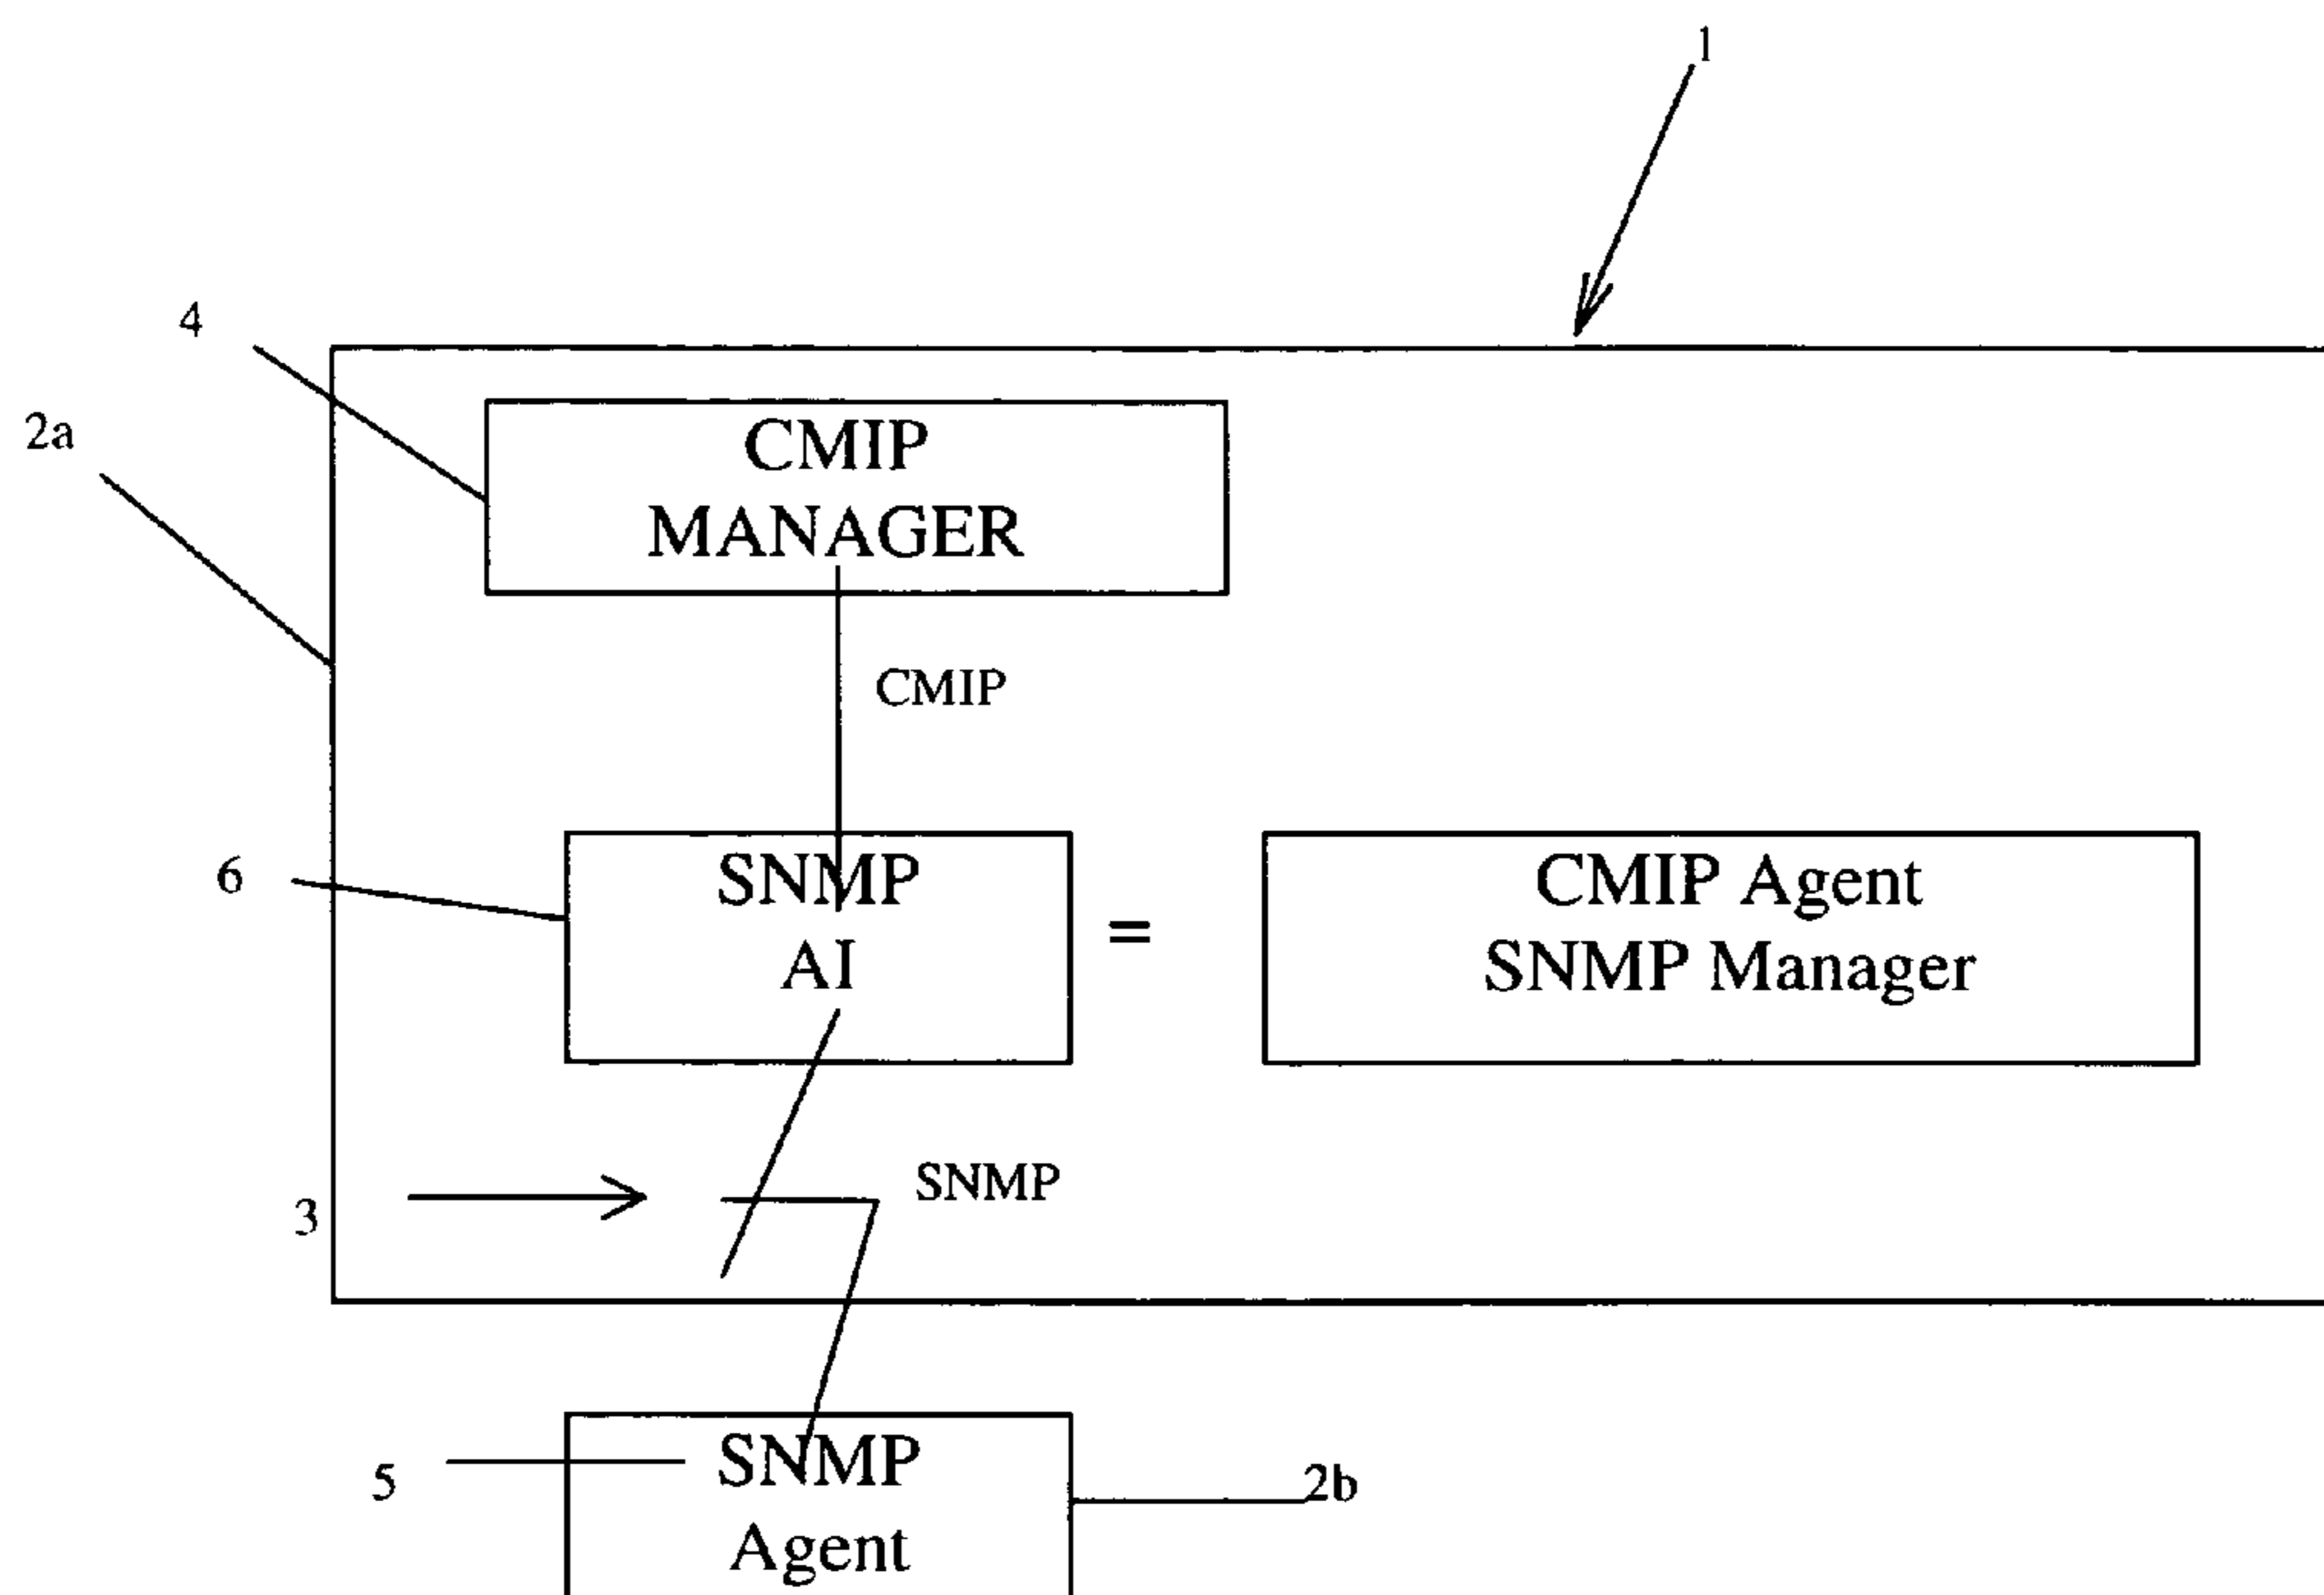 1
4
2a
CMIP
MANAGER
CMIP
6
SNMP
AI
=
CMIP Agent
SNMP Manager
3
SNMP
5
SNMP
Agent
2b